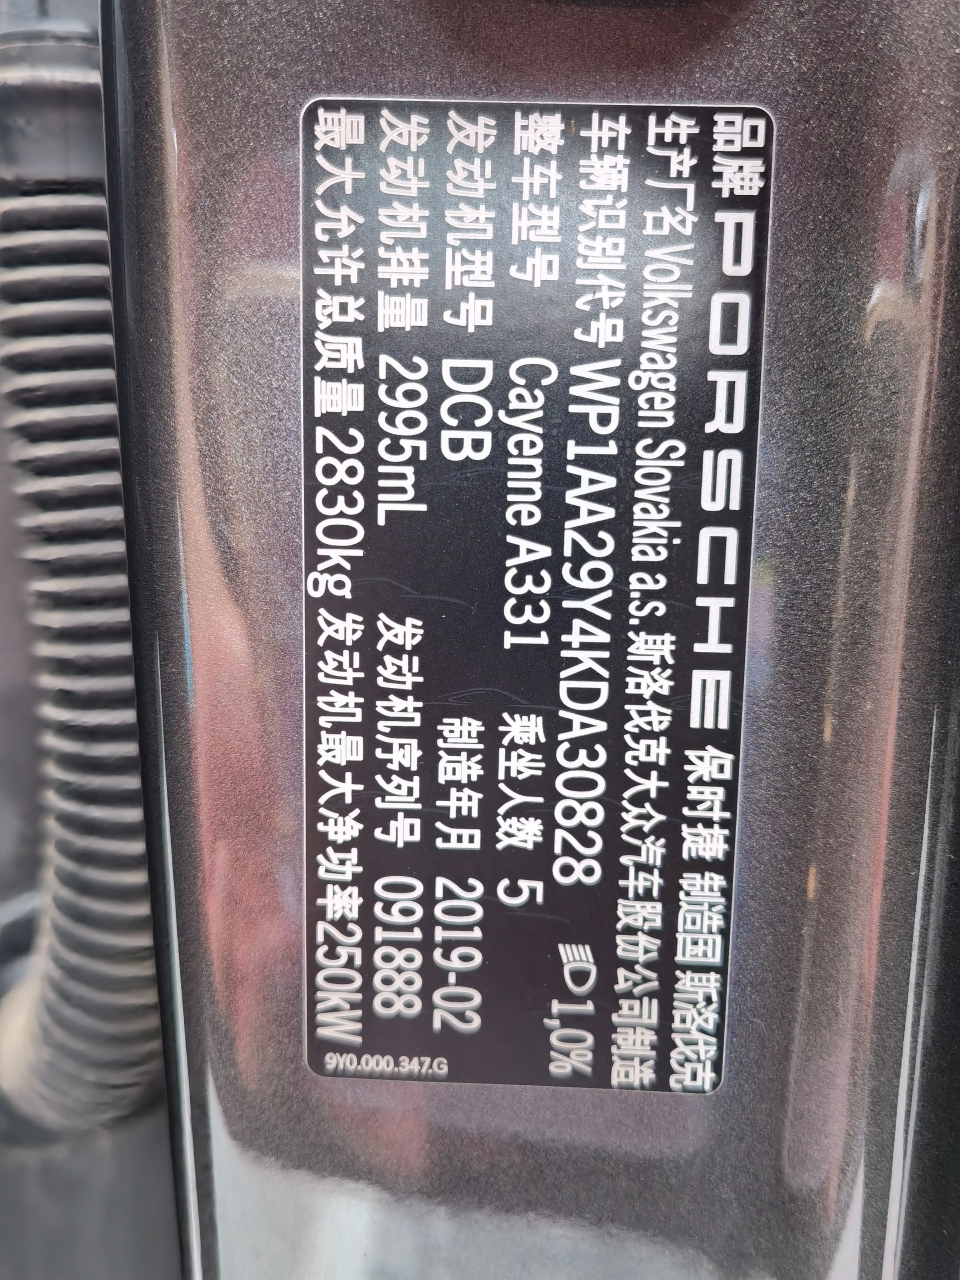 品牌 PORSCHE 保时捷 制造国 斯洛伐克
生产厂名 Volkswagen Slovakia a.s. 斯洛伐克大众汽车股份公司制造
车辆识别代号 WP1AA29Y4KDA30828 1,0%
整车型号 Cayenne A331 乘坐人数 5
发动机型号 DCB 制造年月 2019-02
发动机排量 2995mL 发动机序列号 091888
最大允许总质量 2830kg 发动机最大净功率250kW
9Y0.000.347.G